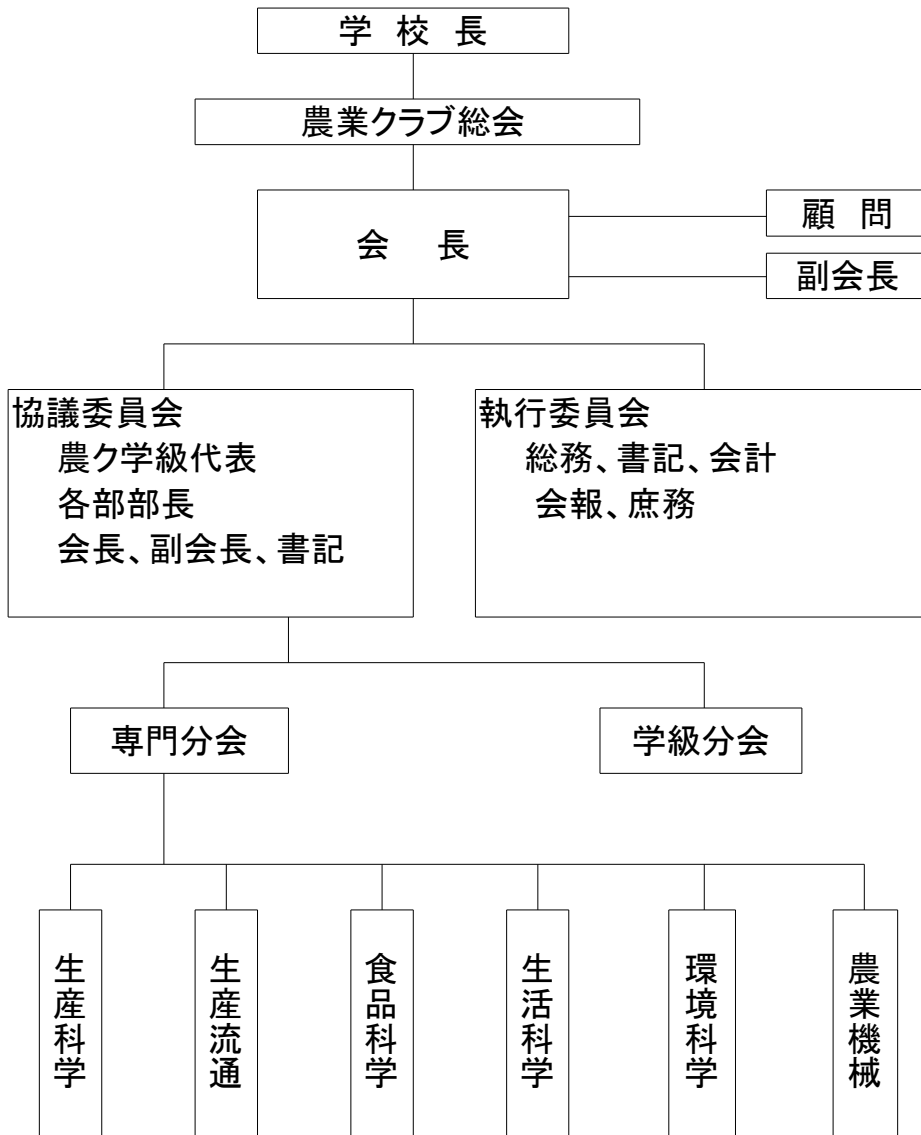 学 校 長
農業クラブ総会
会 長
顧 問
副会長
協議委員会
農ク学級代表
各部部長
会長、副会長、書記
執行委員会
総務、書記、会計
会報、庶務
専門分会
学級分会
生産科学
生産流通
食品科学
生活科学
環境科学
農業機械